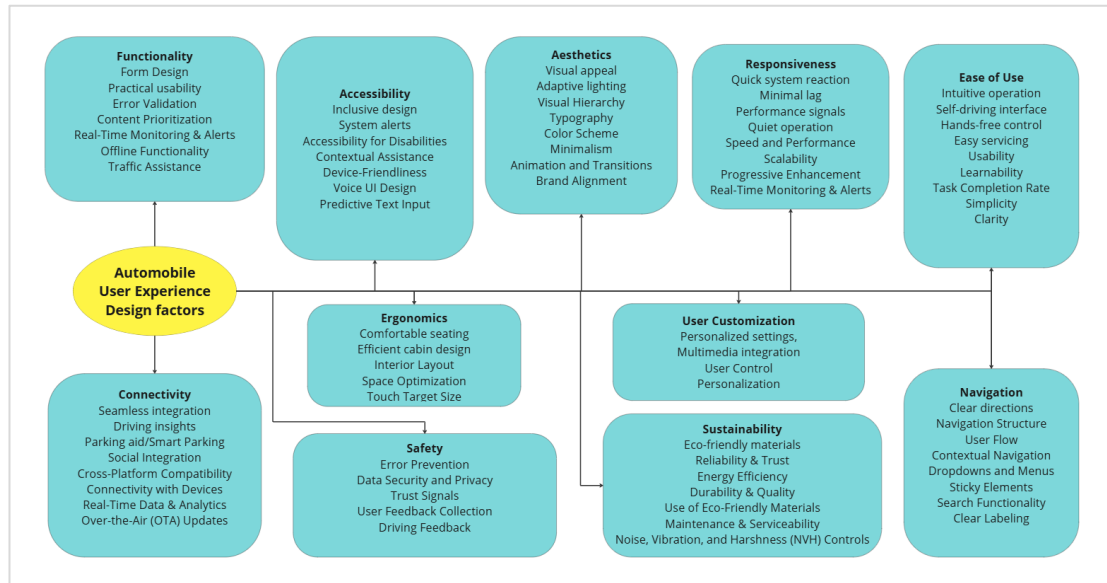 Functionality
Form Design
Practical usability
Error Validation
Content Prioritization
Real-Time Monitoring & Alerts
Offline Functionality
Traffic Assistance
Accessibility
Inclusive design
System alerts
Accessibility for Disabilities
Contextual Assistance
Device-Friendliness
Voice UI Design
Predictive Text Input
Aesthetics
Visual appeal
Adaptive lighting
Visual Hierarchy
Typography
Color Scheme
Minimalism
Animation and Transitions
Brand Alignment
Responsiveness
Quick system reaction
Minimal lag
Performance signals
Quiet operation
Speed and Performance
Scalability
Progressive Enhancement
Real-Time Monitoring & Alerts
Ease of Use
Intuitive operation
Self-driving interface
Hands-free control
Easy servicing
Usability
Learnability
Task Completion Rate
Simplicity
Clarity
Automobile
User Experience
Design factors
Ergonomics
Comfortable seating
Efficient cabin design
Interior Layout
Space Optimization
Touch Target Size
User Customization
Personalized settings,
Multimedia integration
User Control
Personalization
Connectivity
Seamless integration
Driving insights
Parking aid/Smart Parking
Social Integration
Cross-Platform Compatibility
Connectivity with Devices
Real-Time Data & Analytics
Over-the-Air (OTA) Updates
Safety
Error Prevention
Data Security and Privacy
Trust Signals
User Feedback Collection
Driving Feedback
Sustainability
Eco-friendly materials
Reliability & Trust
Energy Efficiency
Durability & Quality
Use of Eco-Friendly Materials
Maintenance & Serviceability
Noise, Vibration, and Harshness (NVH) Controls
Navigation
Clear directions
Navigation Structure
User Flow
Contextual Navigation
Dropdowns and Menus
Sticky Elements
Search Functionality
Clear Labeling